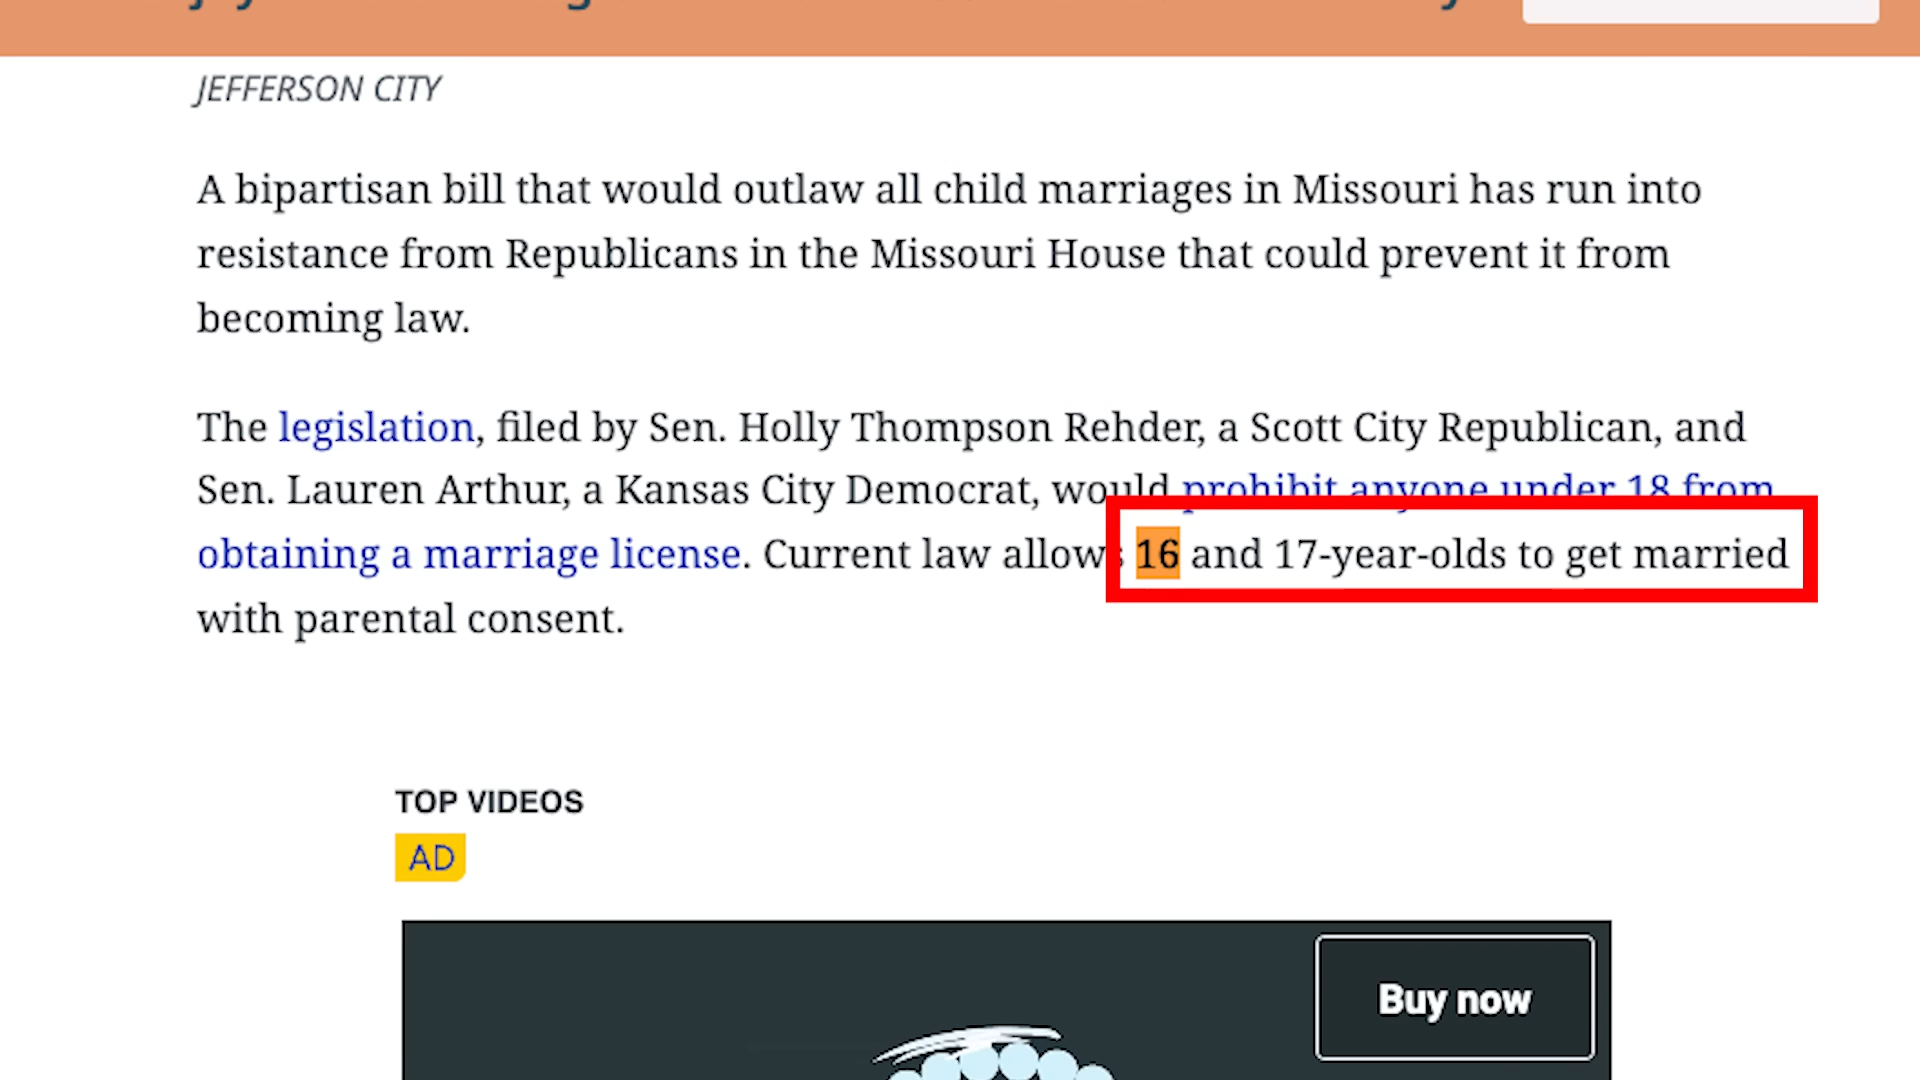 JEFFERSON CITY
A bipartisan bill that would outlaw all child marriages in Missouri has run into
resistance from Republicans in the Missouri House that could prevent it from
becoming law.
The legislation, filed by Sen. Holly Thompson Rehder, a Scott City Republican, and
Sen. Lauren Arthur, a Kansas City Democrat, would prohibit anyone under 18 from
obtaining a marriage license. Current law allows 16 and 17-year-olds to get married
with parental consent.
TOP VIDEOS
AD
Buy now